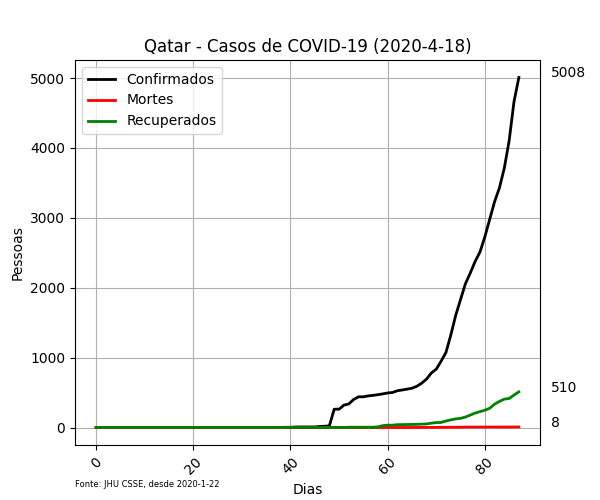 Qatar - Casos de COVID-19 (2020-4-18)
Confirmados
Mortes
Recuperados
Pessoas
5000
4000
3000
2000
1000
0
5008
510
8
0
20
40
60
80
Dias
Fonte: JHU CSSE, desde 2020-1-22